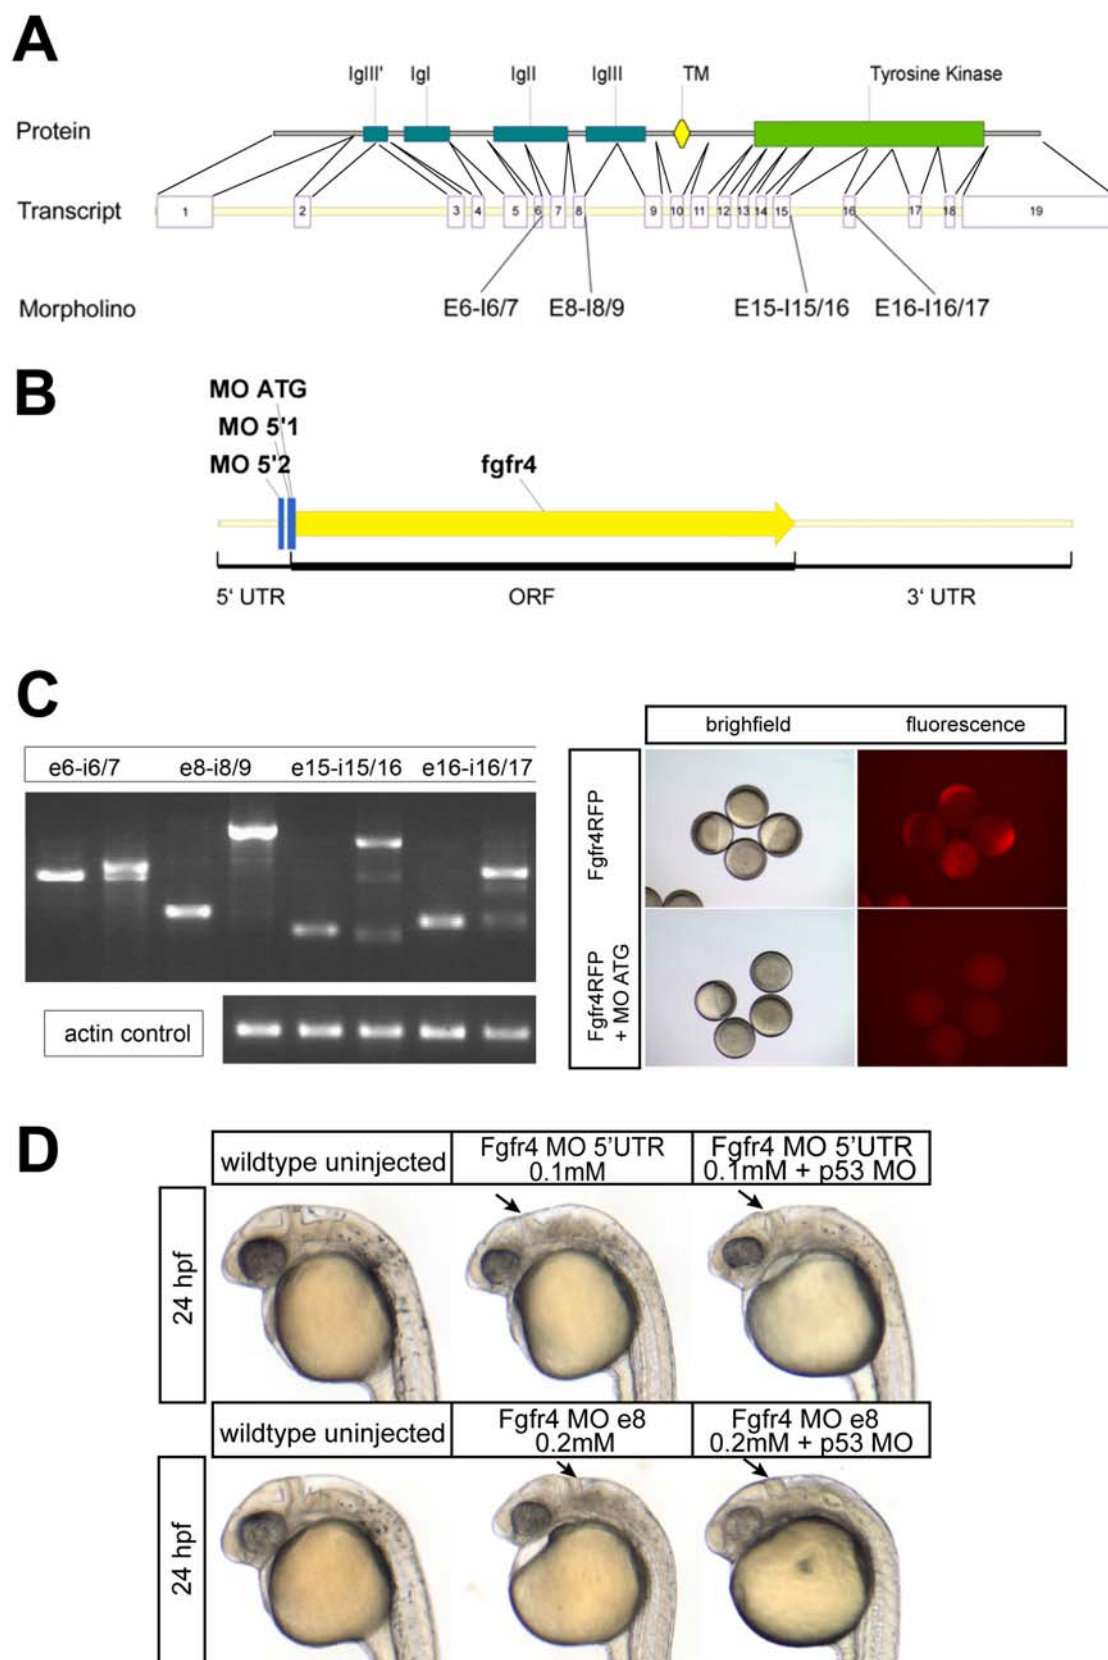 A
IgIII' IgI IgII IgIII TM Tyrosine Kinase
Protein
Transcript 1 2 3 4 5 6 7 8 9 10 11 12 13 14 15 16 17 18 19
Morpholino E6-I6/7 E8-I8/9 E15-I15/16 E16-I16/17
B
MO ATG
MO 5'1
MO 5'2 fgfr4
5' UTR ORF 3' UTR
C
brighfield fluorescence
e6-i6/7 e8-i8/9 e15-i15/16 e16-i16/17
Fgfr4RFP
Fgfr4RFP
+ MO ATG
actin control
D
wildtype uninjected
Fgfr4 MO 5'UTR
0.1mM
Fgfr4 MO 5'UTR
0.1mM + p53 MO
24 hpf
wildtype uninjected
Fgfr4 MO e8
0.2mM
Fgfr4 MO e8
0.2mM + p53 MO
24 hpf